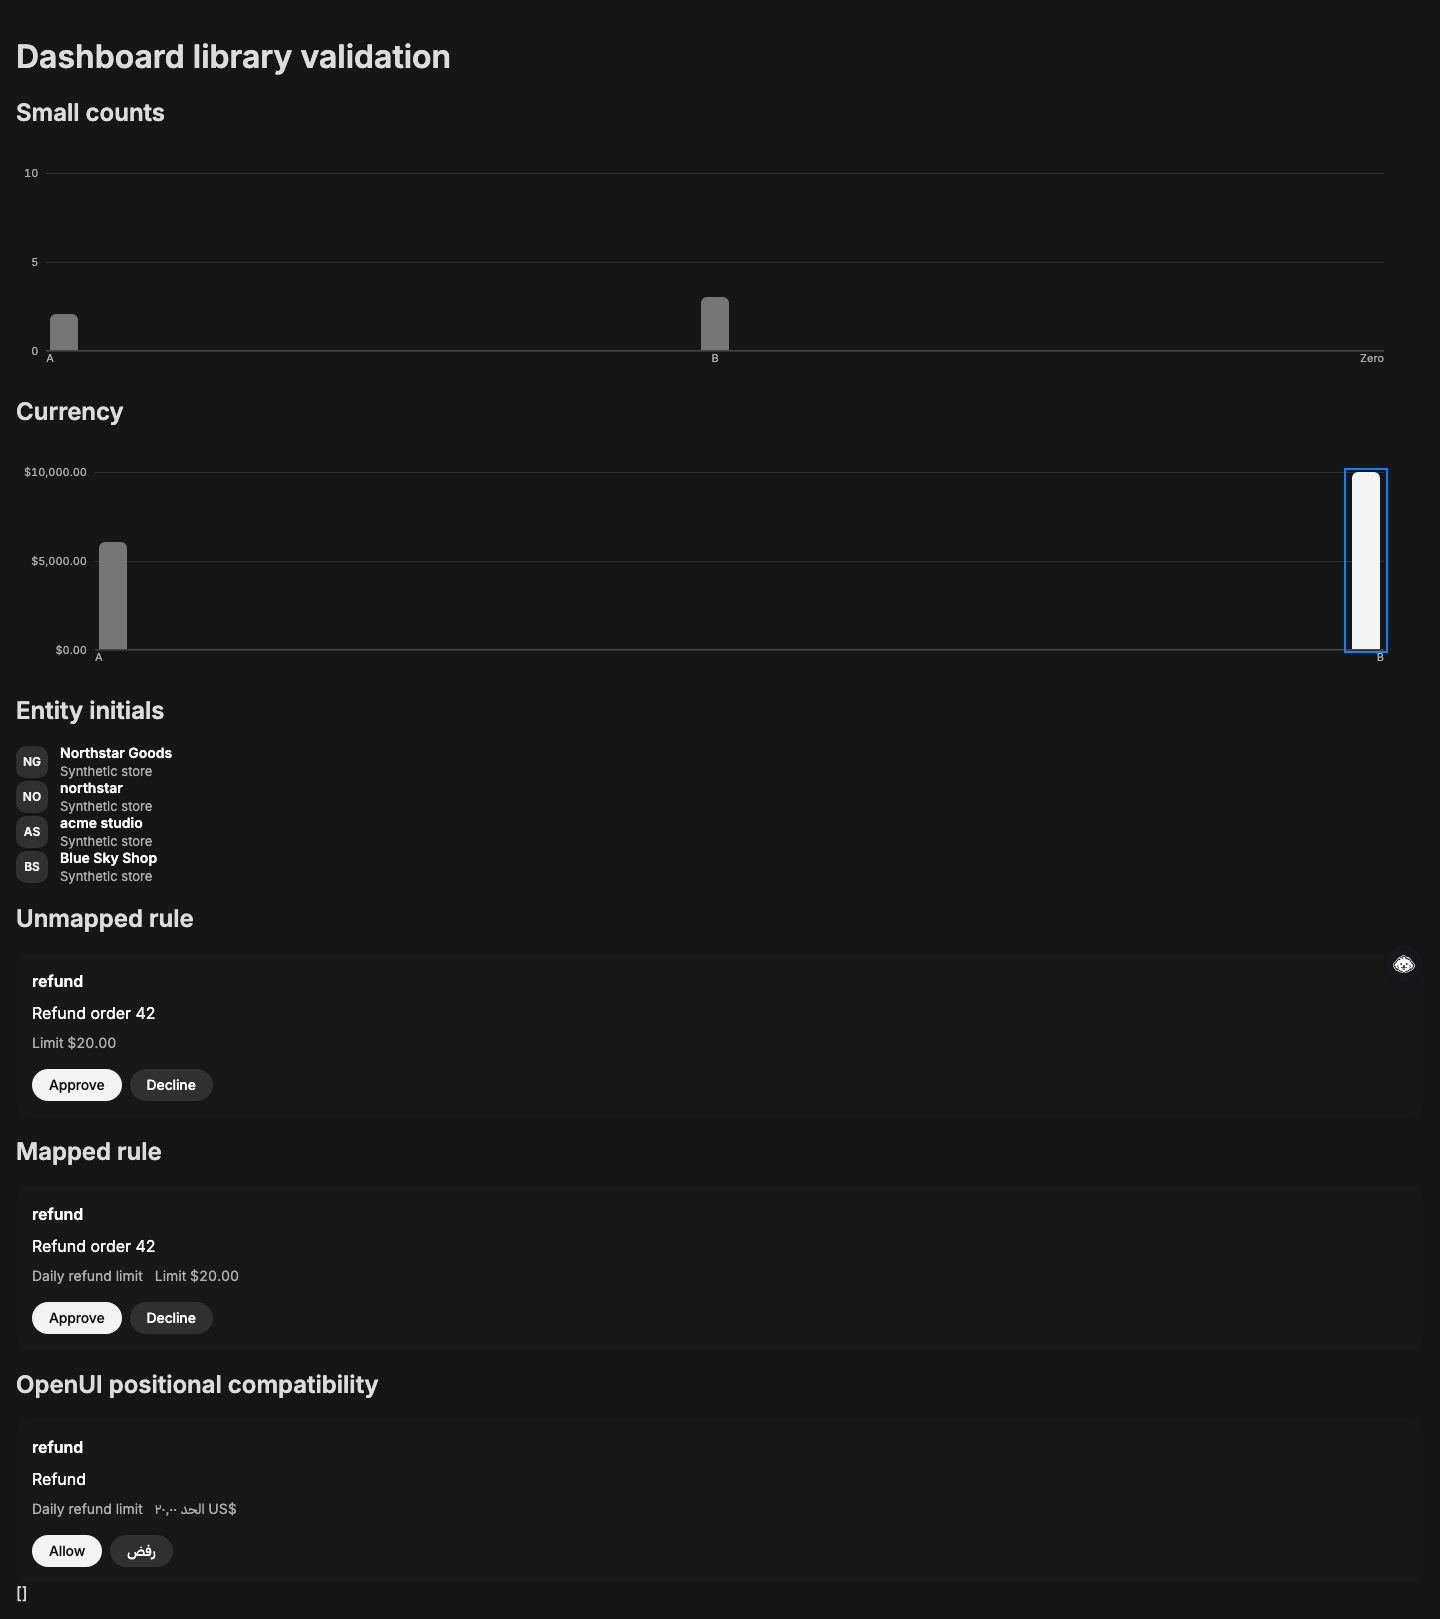 Dashboard library validation
Small counts
10
5
0
A B Zero
Currency
$10,000.00
$5,000.00
$0.00
A B
Entity initials
NG Northstar Goods
Synthetic store
NO northstar
Synthetic store
AS acme studio
Synthetic store
BS Blue Sky Shop
Synthetic store
Unmapped rule
refund
Refund order 42
Limit $20.00
Approve Decline
Mapped rule
refund
Refund order 42
Daily refund limit Limit $20.00
Approve Decline
OpenUI positional compatibility
refund
Refund
Daily refund limit الحد ٢٠٫٠٠ US$
Allow رفض
[]